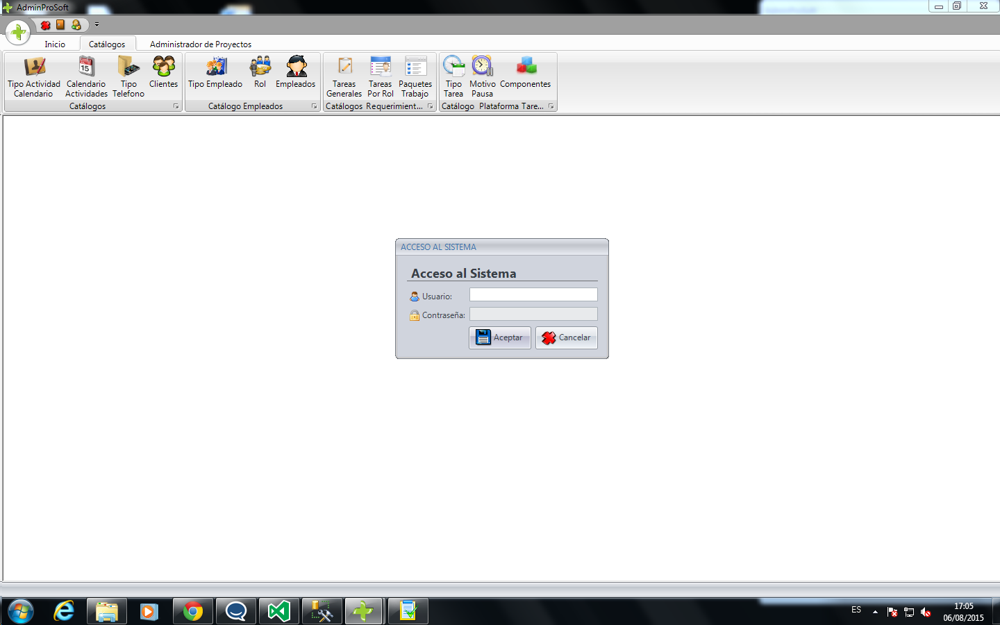 AdminProSoft
Inicio Catálogos Administrador de Proyectos
Tipo Actividad Calendario Tipo Clientes Tipo Empleado Rol Empleados Tareas Tareas Paquetes Tipo Motivo Componentes
Calendario Actividades Telefono Generales Por Rol Trabajo Tarea Pausa
Catálogos Catálogo Empleados Catálogos Requerimient... Catálogo Plataforma Tare...
15
ACCESO AL SISTEMA
Acceso al Sistema
Usuario:
Contraseña:
Aceptar Cancelar
ES
17:05
06/08/2015